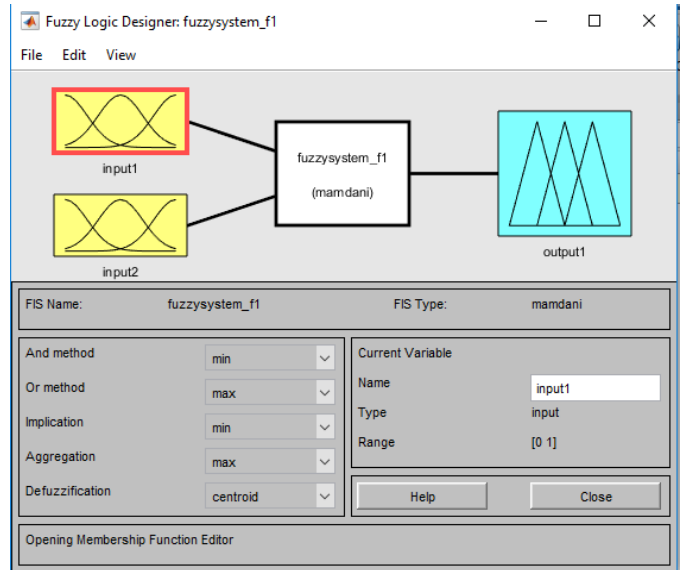 Fuzzy Logic Designer: fuzzysystem_f1
File Edit View
input1
input2
fuzzysystem_f1
(mamdani)
output1
FIS Name: fuzzysystem_f1 FIS Type: mamdani
And method min
Or method max
Implication min
Aggregation max
Defuzzification centroid
Current Variable
Name input1
Type input
Range [0 1]
Help Close
Opening Membership Function Editor